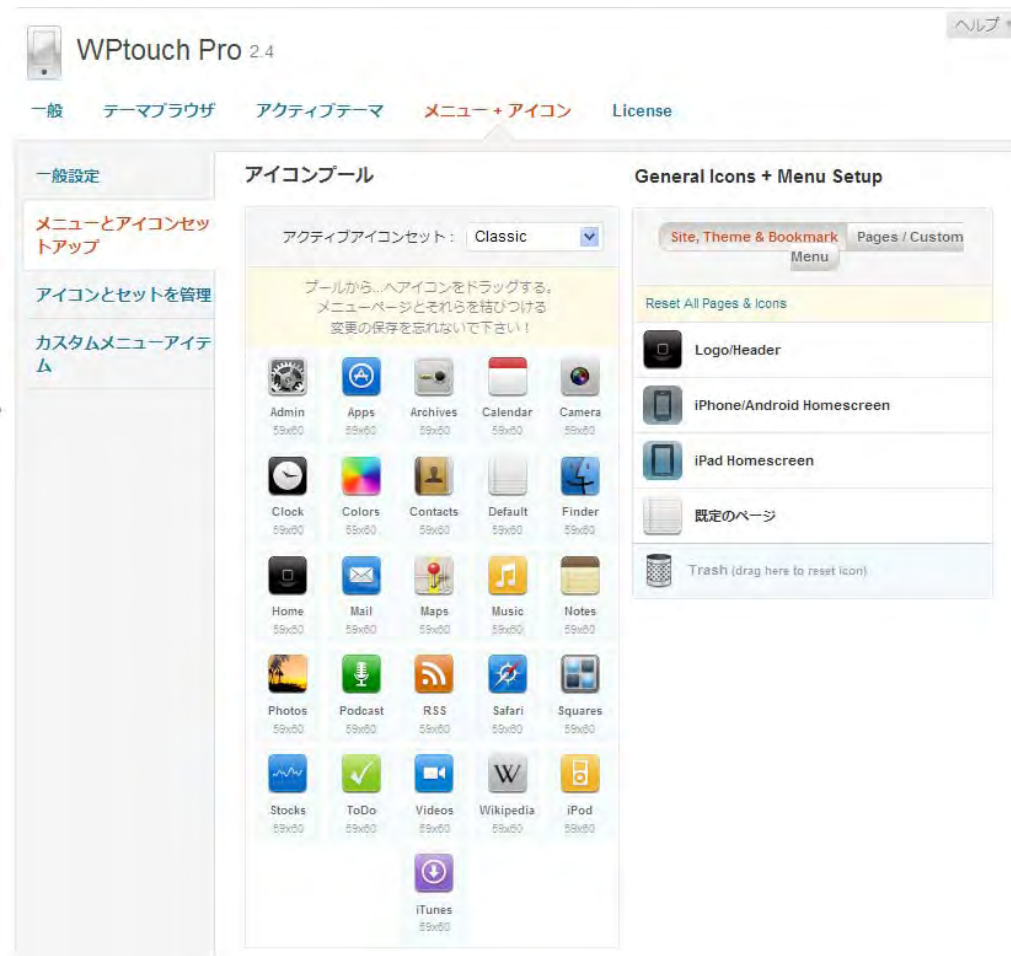 ヘルプ
WPtouch Pro 2.4
一般 テーマブラウザ アクティブテーマ メニュー + アイコン License
一般設定
メニューとアイコンセッ
トアップ
アイコンとセットを管理
カスタムメニューアイテ
ム
アイコンプール
アクティブアイコンセット : Classic
プールから...へアイコンをドラッグする。
メニューページとそれらを結びつける
変更の保存を忘れないで下さい！
Admin Apps Archives Calendar Camera
59x60 59x60 59x60 59x60 59x60
Clock Colors Contacts Default Finder
59x60 59x60 59x60 59x60 59x60
Home Mail Maps Music Notes
59x60 59x60 59x60 59x60 59x60
Photos Podcast RSS Safari Squares
59x60 59x60 59x60 59x60 59x60
Stocks ToDo Videos Wikipedia iPod
59x60 59x60 59x60 59x60 59x60
iTunes
59x60
General Icons + Menu Setup
Site, Theme & Bookmark Pages / Custom
Menu
Reset All Pages & Icons
Logo/Header
iPhone/Android Homescreen
iPad Homescreen
既定のページ
Trash (drag here to reset icon)